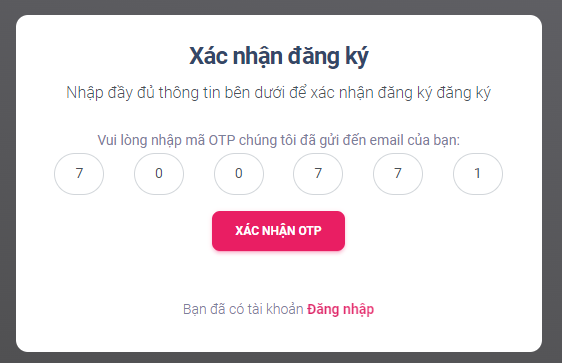 Xác nhận đăng ký
Nhập đầy đủ thông tin bên dưới để xác nhận đăng ký đăng ký
Vui lòng nhập mã OTP chúng tôi đã gửi đến email của bạn:
7 0 0 7 7 1
XÁC NHẬN OTP
Bạn đã có tài khoản Đăng nhập